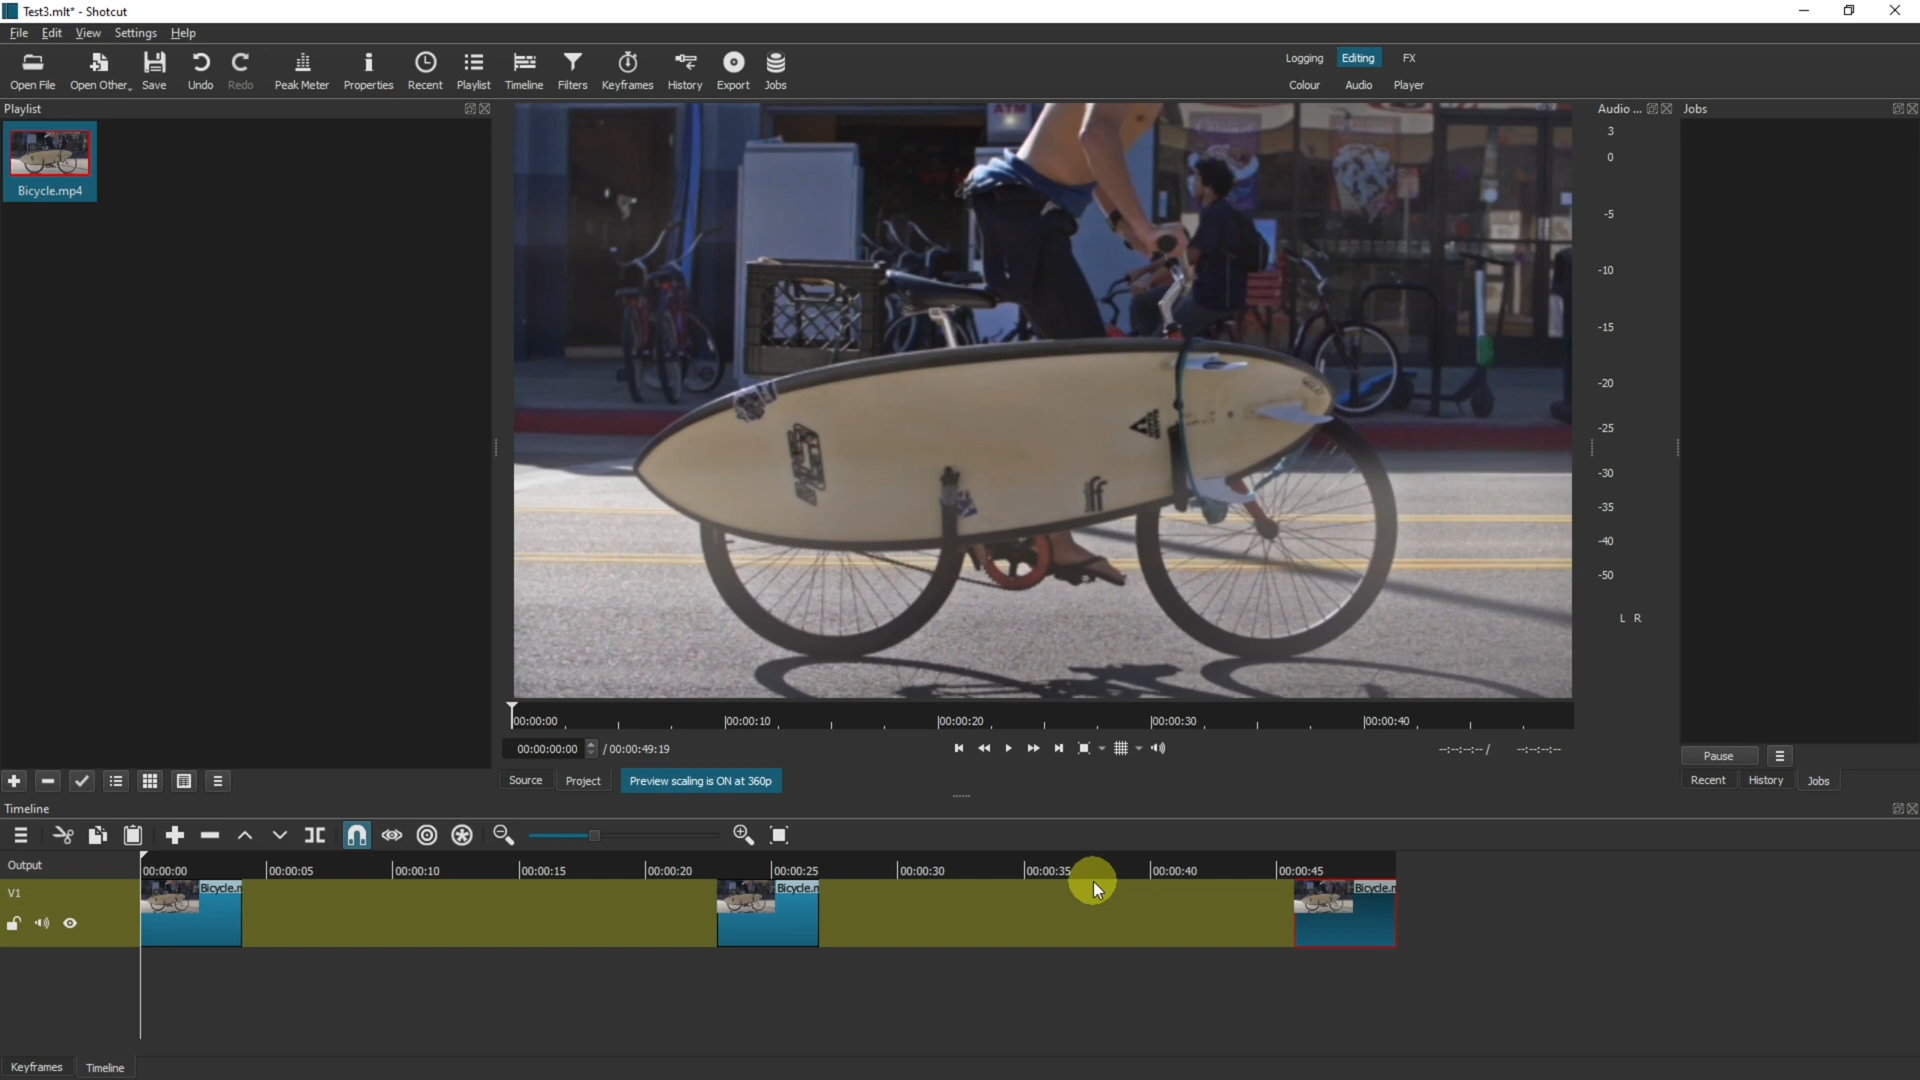 Test3.mlt* - Shotcut
File Edit View Settings Help
Open File Open Other Save Undo Redo Peak Meter Properties Recent Playlist Timeline Filters Keyframes History Export Jobs
Logging Editing FX
Colour Audio Player
Playlist
Bicycle.mp4
ATM
Audio ...
3
0
-5
-10
-15
-20
-25
-30
-35
-40
-50
L R
Jobs
00:00:00 00:00:10 00:00:20 00:00:30 00:00:40
00:00:00:00 / 00:00:49:19
--:--:--:-- / --:--:--:--
Source Project Preview scaling is ON at 360p
Pause
Recent History Jobs
Timeline
Output
00:00:00 00:00:05 00:00:10 00:00:15 00:00:20 00:00:25 00:00:30 00:00:35 00:00:40 00:00:45
V1
Bicycle.m Bicycle.m Bicycle.m
Keyframes Timeline